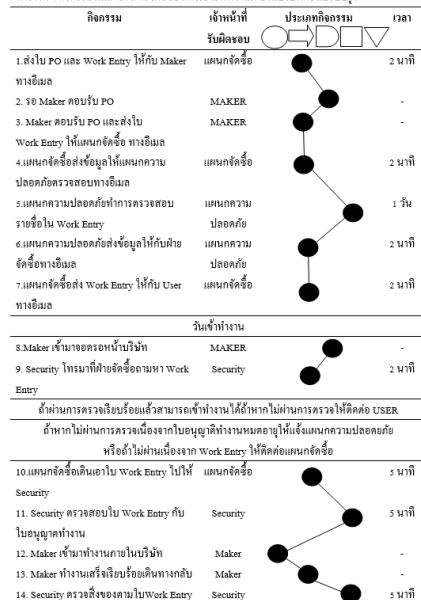 กิจกรรม เจ้าหน้าที่ ประเภทกิจกรรม เวลา
รับผิดชอบ
1.ส่งใบ PO และ Work Entry ให้กับ Maker แผนกจัดซื้อ 2 นาที
ทางอีเมล
2. รอ Maker ตอบรับ PO MAKER -
3. Maker ตอบรับ PO และส่งใบ MAKER -
Work Entry ให้แผนกจัดซื้อ ทางอีเมล
4.แผนกจัดซื้อส่งข้อมูลให้แผนกความ แผนกจัดซื้อ 2 นาที
ปลอดภัยตรวจสอบทางอีเมล
5.แผนกความปลอดภัยทำการตรวจสอบ แผนกความ 1 วัน
รายชื่อใน Work Entry ปลอดภัย
6.แผนกความปลอดภัยส่งข้อมูลให้กับฝ่าย แผนกความ 2 นาที
จัดซื้อทางอีเมล ปลอดภัย
7.แผนกจัดซื้อส่ง Work Entry ให้กับ User แผนกจัดซื้อ 2 นาที
ทางอีเมล
วันเข้าทำงาน
8.Maker เข้ามาจอดรอหน้าบริษัท MAKER -
9. Security โทรมาที่ฝ่ายจัดซื้อถามหา Work Security 2 นาที
Entry
ถ้าผ่านการตรวจเรียบร้อยแล้วสามารถเข้าทำงานได้ถ้าหากไม่ผ่านการตรวจให้ติดต่อ USER
ถ้าหากไม่ผ่านการตรวจเนื่องจากใบอนุญาตทำงานหมดอายุให้แจ้งแผนกความปลอดภัย
หรือถ้าไม่ผ่านเนื่องจาก Work Entry ให้ติดต่อแผนกจัดซื้อ
10.แผนกจัดซื้อเดินเอาใบ Work Entry ไปให้ แผนกจัดซื้อ 5 นาที
Security
11. Security ตรวจสอบใบ Work Entry กับ Security 5 นาที
ใบอนุญาตทำงาน
12. Maker เข้ามาทำงานภายในบริษัท Maker -
13. Maker ทำงานเสร็จเรียบร้อยเดินทางกลับ Maker -
14. Security ตรวจสิ่งของตามใบWork Entry Security 5 นาที